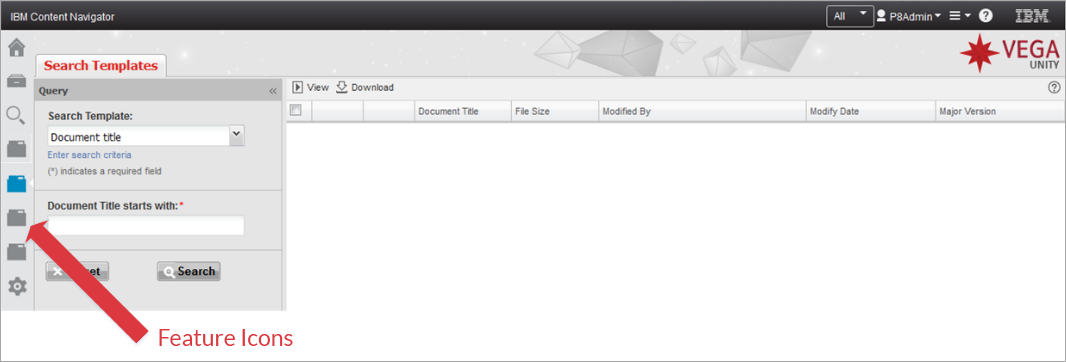 IBM Content Navigator
All
P8Admin
?
IBM
Search Templates
VEGA
UNITY
Query
«
View
Download
?
Search Template:
Document title
Enter search criteria
(*) indicates a required field
Document Title
File Size
Modified By
Modify Date
Major Version
Document Title starts with:*
Search
Feature Icons